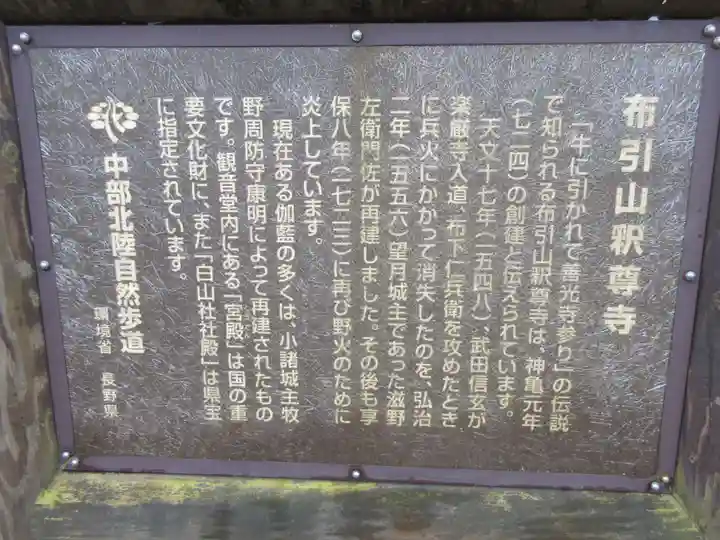 布引山釈尊寺
「牛に引かれて善光寺参り」の伝説
で知られる布引山釈尊寺は、神亀元年
(七二四)の創建と伝えられています。
天文十七年(一五四八)、武田信玄が
楽厳寺入道、布下仁兵衛を攻めたとき
に兵火にかかって消失したのを、弘治
二年(一五五六)望月城主であった滋野
左衛門佐が再建しました。その後も享
保八年(一七二三)に再び野火のために
炎上しています。
現在ある伽藍の多くは、小諸城主牧
野周防守康明によって再建されたもの
です。観音堂内にある「宮殿」は国の重
要文化財に、また「白山社社殿」は県宝
に指定されています。
中部北陸自然歩道
環境省 長野県